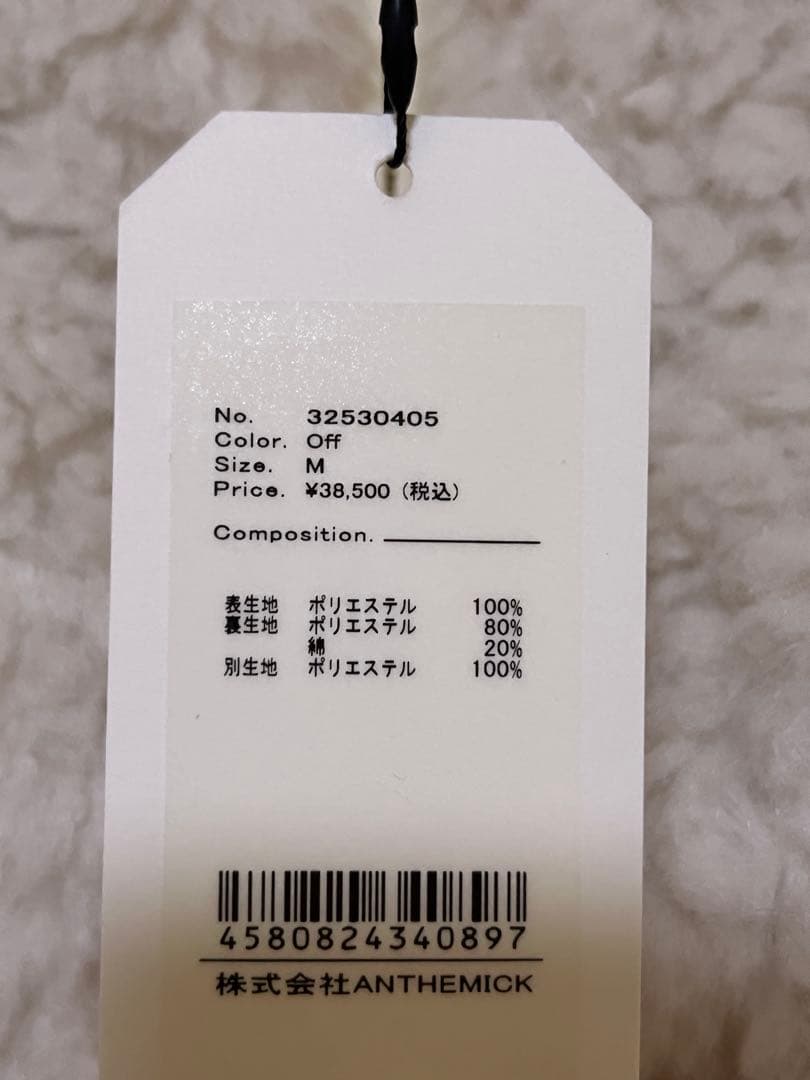 No. 32530405
Color. Off
Size. M
Price. ¥38,500（税込）
Composition.
表生地 ポリエステル 100%
裏生地 ポリエステル 80%
綿 20%
別生地 ポリエステル 100%
4580824340897
株式会社ANTHEMICK